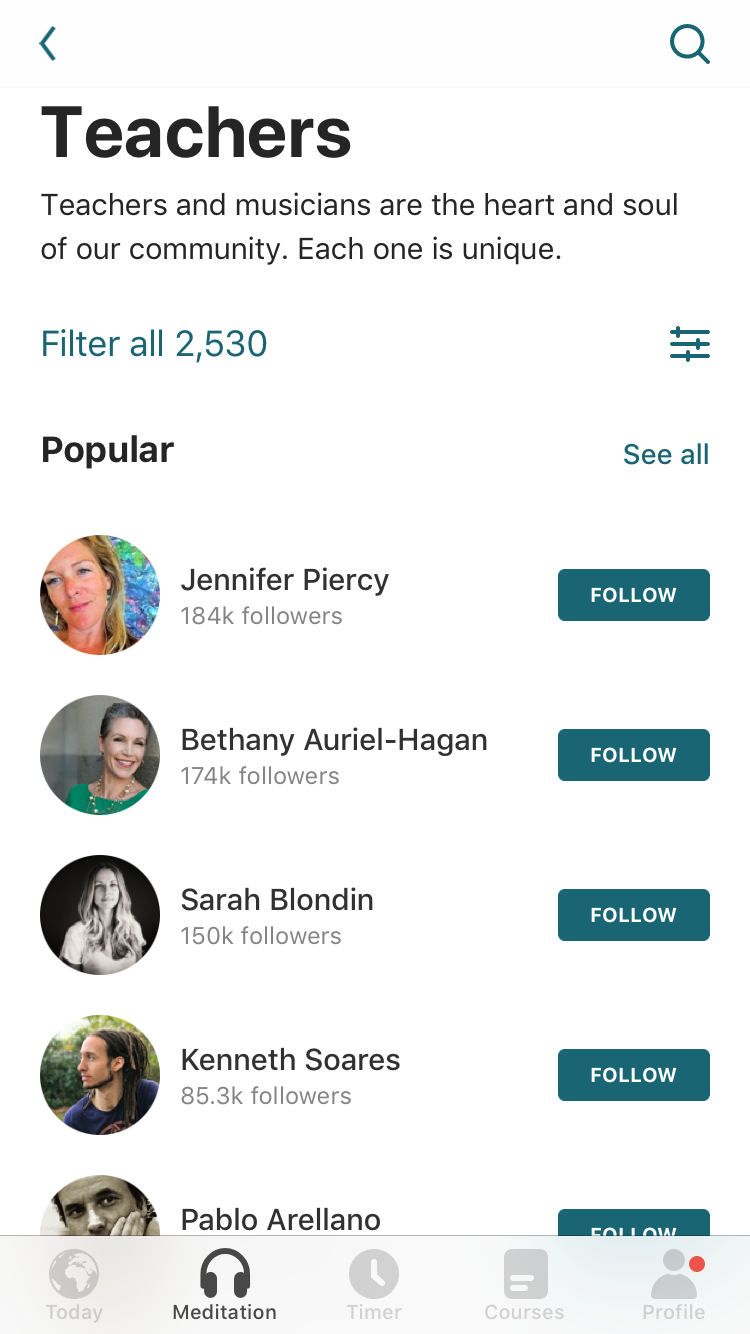 Teachers
Teachers and musicians are the heart and soul
of our community. Each one is unique.
Filter all 2,530
Popular
See all
Jennifer Piercy
184k followers
FOLLOW
Bethany Auriel-Hagan
174k followers
FOLLOW
Sarah Blondin
150k followers
FOLLOW
Kenneth Soares
85.3k followers
FOLLOW
Pablo Arellano
FOLLOW
Today
Meditation
Timer
Courses
Profile